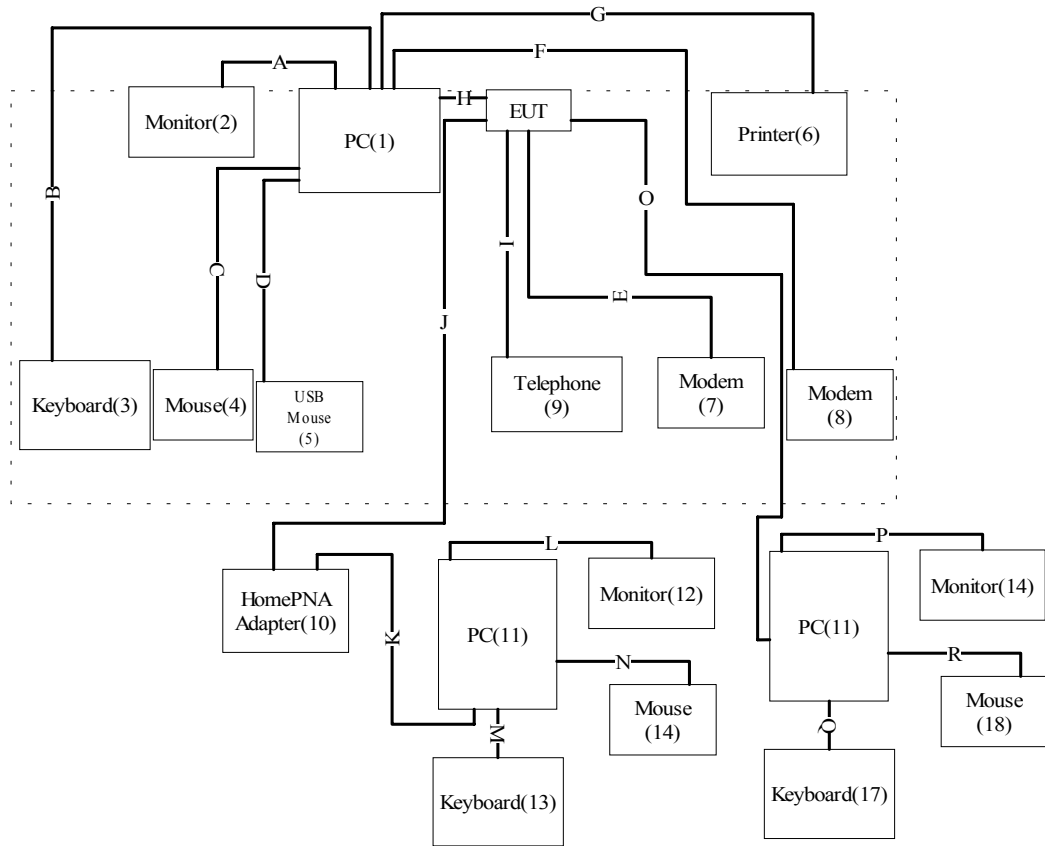 G
F
A
H
EUT
Monitor(2)
PC(1)
Printer(6)
B
O
I
C
D
E
J
Keyboard(3)
Mouse(4)
USB
Mouse
(5)
Telephone
(9)
Modem
(7)
Modem
(8)
L
P
HomePNA
Adapter(10)
K
PC(11)
Monitor(12)
N
Mouse
(14)
M
Keyboard(13)
PC(11)
Monitor(14)
R
Mouse
(18)
Q
Keyboard(17)